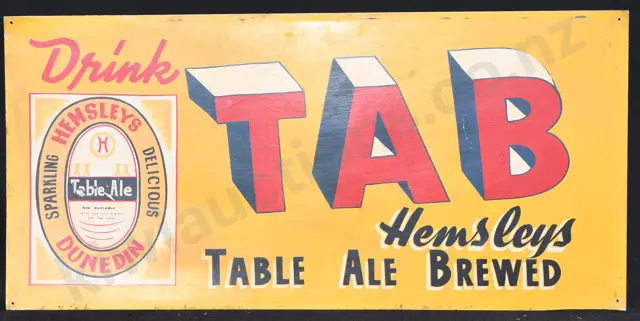 Drink
TAB
HEMSLEYS
SPARKLING
DELICIOUS
H
Table Ale
DUNEDIN
Hemsleys
TABLE ALE BREWED